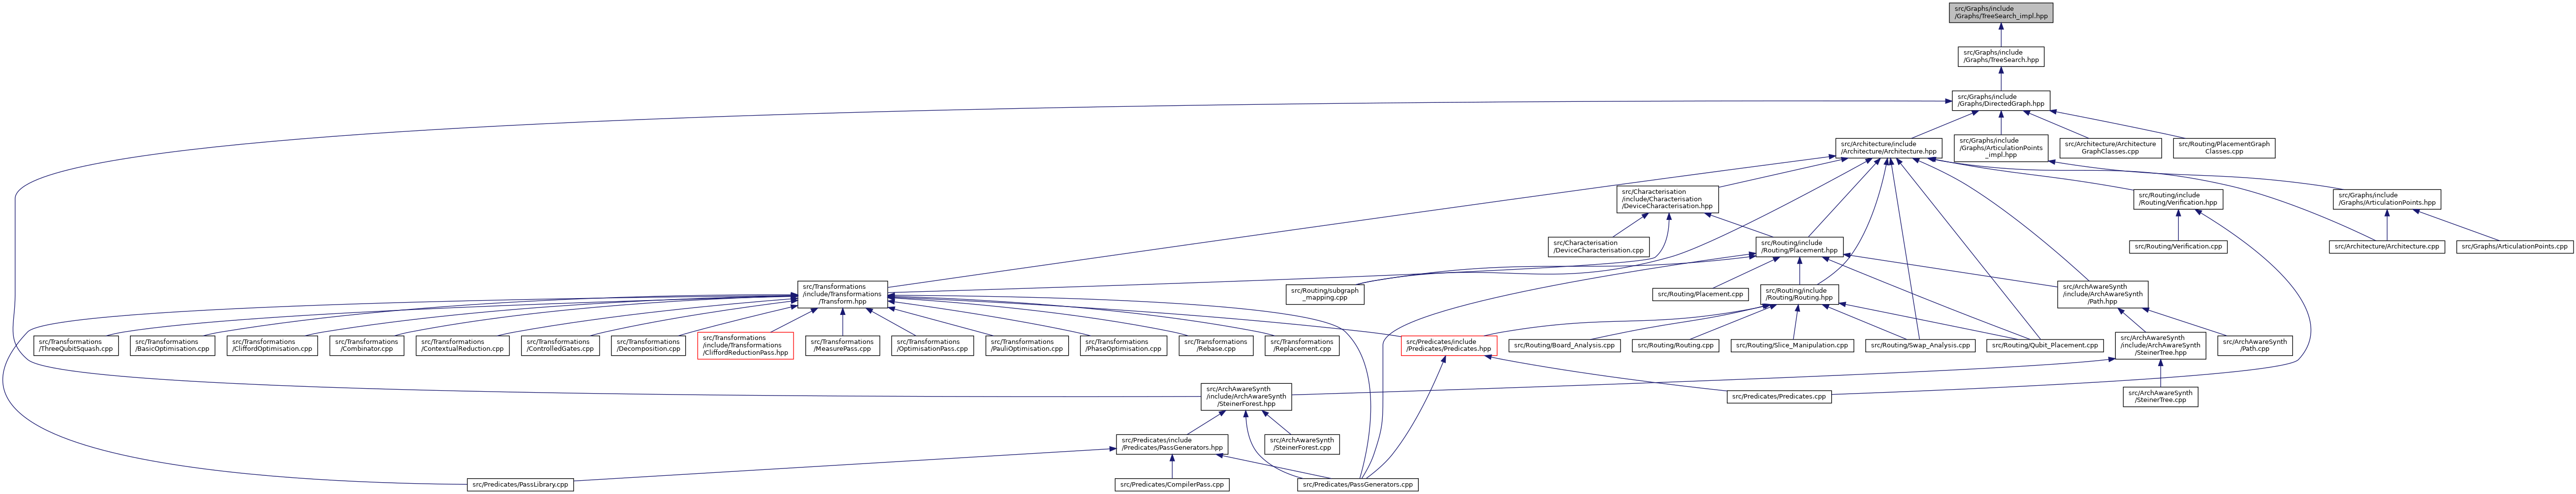 src/Graphs/include
/Graphs/TreeSearch_impl.hpp
src/Graphs/include
/Graphs/TreeSearch.hpp
src/Graphs/include
/Graphs/DirectedGraph.hpp
src/Architecture/include
/Architecture/Architecture.hpp
src/Graphs/include
/Graphs/ArticulationPoints
_impl.hpp
src/Architecture/Architecture
GraphClasses.cpp
src/Routing/PlacementGraph
Classes.cpp
src/Characterisation
/include/Characterisation
/DeviceCharacterisation.hpp
src/Routing/include
/Routing/Verification.hpp
src/Graphs/include
/Graphs/ArticulationPoints.hpp
src/Characterisation
/DeviceCharacterisation.cpp
src/Routing/include
/Routing/Placement.hpp
src/Routing/Verification.cpp
src/Architecture/Architecture.cpp
src/Graphs/ArticulationPoints.cpp
src/Transformations
/include/Transformations
/Transform.hpp
src/Routing/subgraph
_mapping.cpp
src/Routing/Placement.cpp
src/Routing/include
/Routing/Routing.hpp
src/ArchAwareSynth
/include/ArchAwareSynth
/Path.hpp
src/Transformations
/ThreeQubitSquash.cpp
src/Transformations
/BasicOptimisation.cpp
src/Transformations
/CliffordOptimisation.cpp
src/Transformations
/Combinator.cpp
src/Transformations
/ContextualReduction.cpp
src/Transformations
/ControlledGates.cpp
src/Transformations
/Decomposition.cpp
src/Transformations
/include/Transformations
/CliffordReductionPass.hpp
src/Transformations
/MeasurePass.cpp
src/Transformations
/OptimisationPass.cpp
src/Transformations
/PauliOptimisation.cpp
src/Transformations
/PhaseOptimisation.cpp
src/Transformations
/Rebase.cpp
src/Transformations
/Replacement.cpp
src/Predicates/include
/Predicates/Predicates.hpp
src/Routing/Board_Analysis.cpp
src/Routing/Routing.cpp
src/Routing/Slice_Manipulation.cpp
src/Routing/Swap_Analysis.cpp
src/Routing/Qubit_Placement.cpp
src/ArchAwareSynth
/include/ArchAwareSynth
/SteinerTree.hpp
src/ArchAwareSynth
/Path.cpp
src/ArchAwareSynth
/include/ArchAwareSynth
/SteinerForest.hpp
src/Predicates/Predicates.cpp
src/ArchAwareSynth
/SteinerTree.cpp
src/Predicates/include
/Predicates/PassGenerators.hpp
src/ArchAwareSynth
/SteinerForest.cpp
src/Predicates/PassLibrary.cpp
src/Predicates/CompilerPass.cpp
src/Predicates/PassGenerators.cpp